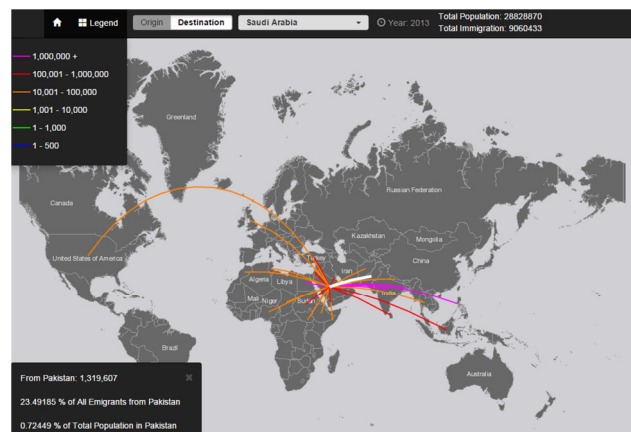 Legend
Origin
Destination
Saudi Arabia
Year: 2013
Total Population: 28828870
Total Immigration: 9060433
1,000,000 +
100,001 - 1,000,000
10,001 - 100,000
1,001 - 10,000
1 - 1,000
1 - 500
Greenland
Canada
Russian Federation
United States of America
Kazakhstan
Mongolia
Turkey
China
Iran
Algeria
Libya
India
Mali
Niger
Sudan
Brazil
Australia
From Pakistan: 1,319,607
23.49185 % of All Emigrants from Pakistan
0.72449 % of Total Population in Pakistan